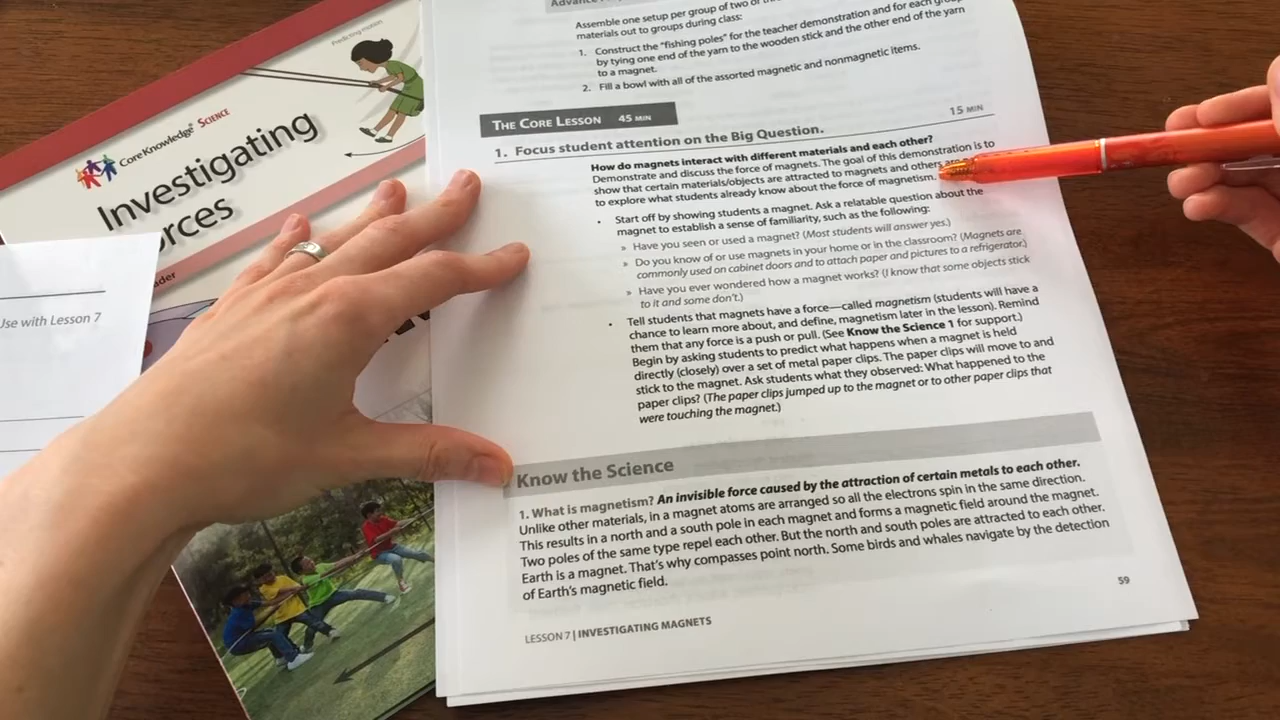 Advance
Assemble one setup per group of two or
materials out to groups during class:
1. Construct the "fishing poles" for the teacher demonstration and for each group
by tying one end of the yarn to the wooden stick and the other end of the yarn
to a magnet.
2. Fill a bowl with all of the assorted magnetic and nonmagnetic items.
THE CORE LESSON 45 MIN
1. Focus student attention on the Big Question. 15 MIN
How do magnets interact with different materials and each other?
Demonstrate and discuss the force of magnets. The goal of this demonstration is to
show that certain materials/objects are attracted to magnets and others are
to explore what students already know about the force of magnetism.
• Start off by showing students a magnet. Ask a relatable question about the
magnet to establish a sense of familiarity, such as the following:
» Have you seen or used a magnet? (Most students will answer yes.)
» Do you know of or use magnets in your home or in the classroom? (Magnets are
commonly used on cabinet doors and to attach paper and pictures to a refrigerator.)
» Have you ever wondered how a magnet works? (I know that some objects stick
to it and some don't.)
• Tell students that magnets have a force—called magnetism (students will have a
chance to learn more about, and define, magnetism later in the lesson). Remind
them that any force is a push or pull. (See Know the Science 1 for support.)
Begin by asking students to predict what happens when a magnet is held
directly (closely) over a set of metal paper clips. The paper clips will move to and
stick to the magnet. Ask students what they observed: What happened to the
paper clips? (The paper clips jumped up to the magnet or to other paper clips that
were touching the magnet.)
Know the Science
1. What is magnetism? An invisible force caused by the attraction of certain metals to each other.
Unlike other materials, in a magnet atoms are arranged so all the electrons spin in the same direction.
This results in a north and a south pole in each magnet and forms a magnetic field around the magnet.
Two poles of the same type repel each other. But the north and south poles are attracted to each other.
Earth is a magnet. That's why compasses point north. Some birds and whales navigate by the detection
of Earth's magnetic field.
59
LESSON 7 | INVESTIGATING MAGNETS
Predicting motion
Core Knowledge® SCIENCE
Investigating
orces
ader
Use with Lesson 7